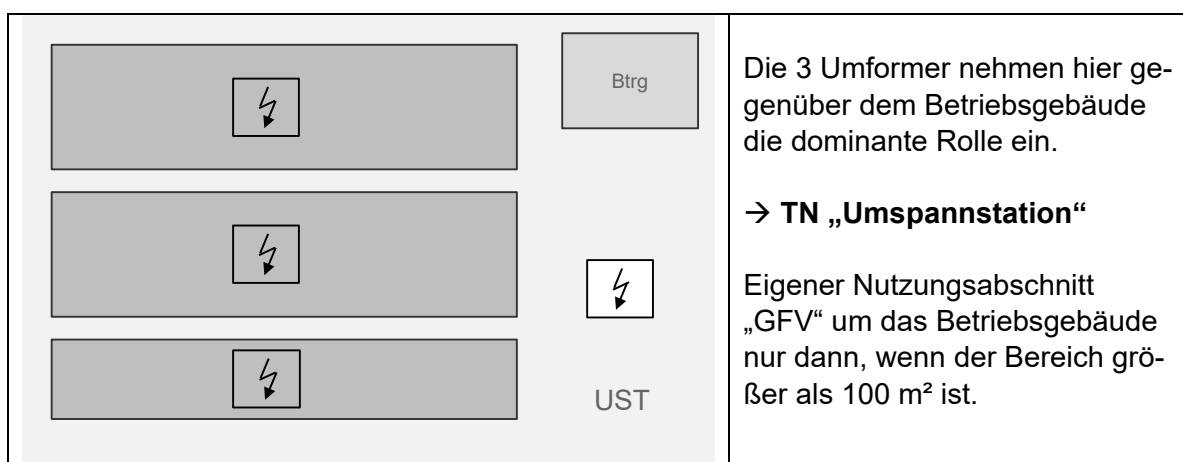 Btrg
UST
Die 3 Umformer nehmen hier ge-
genüber dem Betriebsgebäude
die dominante Rolle ein.
→ TN „Umspannstation“
Eigener Nutzungsabschnitt
„GFV“ um das Betriebsgebäude
nur dann, wenn der Bereich grö-
ßer als 100 m² ist.